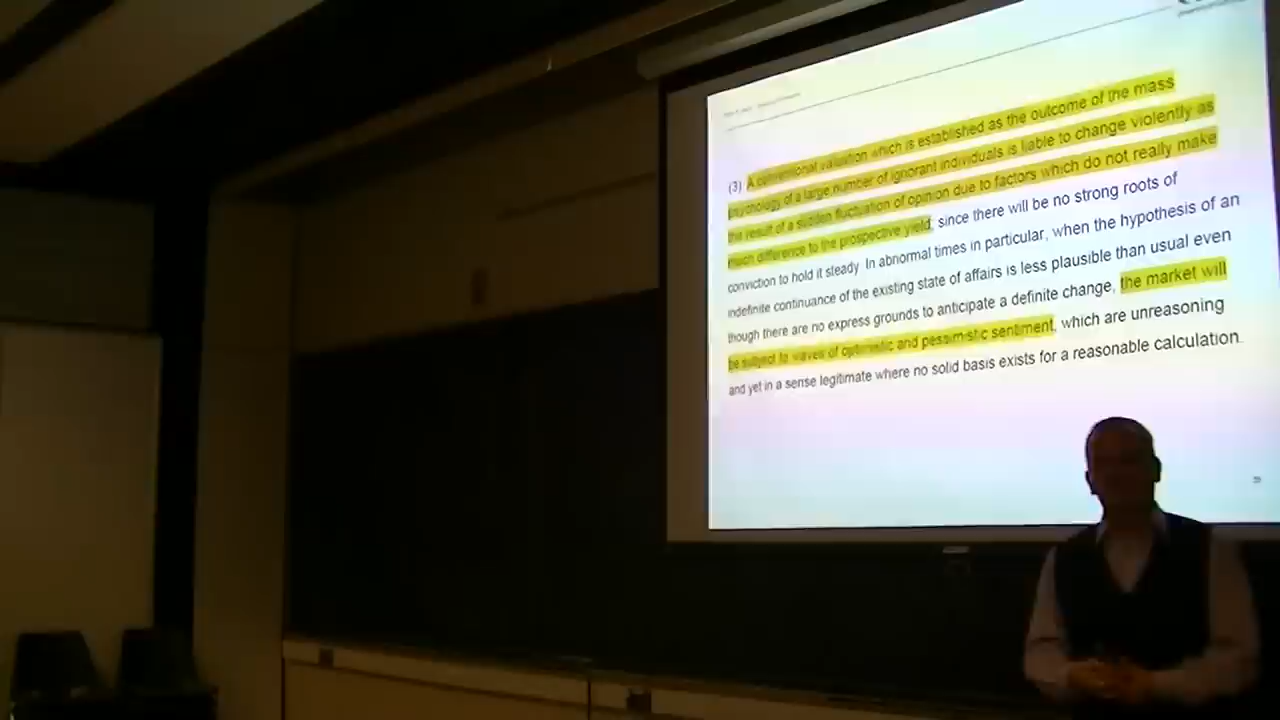 (3) A conventional valuation which is established as the outcome of the mass
psychology of a large number of ignorant individuals is liable to change violently as
the result of a sudden fluctuation of opinion due to factors which do not really make
much difference to the prospective yield, since there will be no strong roots of
conviction to hold it steady. In abnormal times in particular, when the hypothesis of an
indefinite continuance of the existing state of affairs is less plausible than usual even
though there are no express grounds to anticipate a definite change, the market will
be subject to waves of optimistic and pessimistic sentiment, which are unreasoning
and yet in a sense legitimate where no solid basis exists for a reasonable calculation.